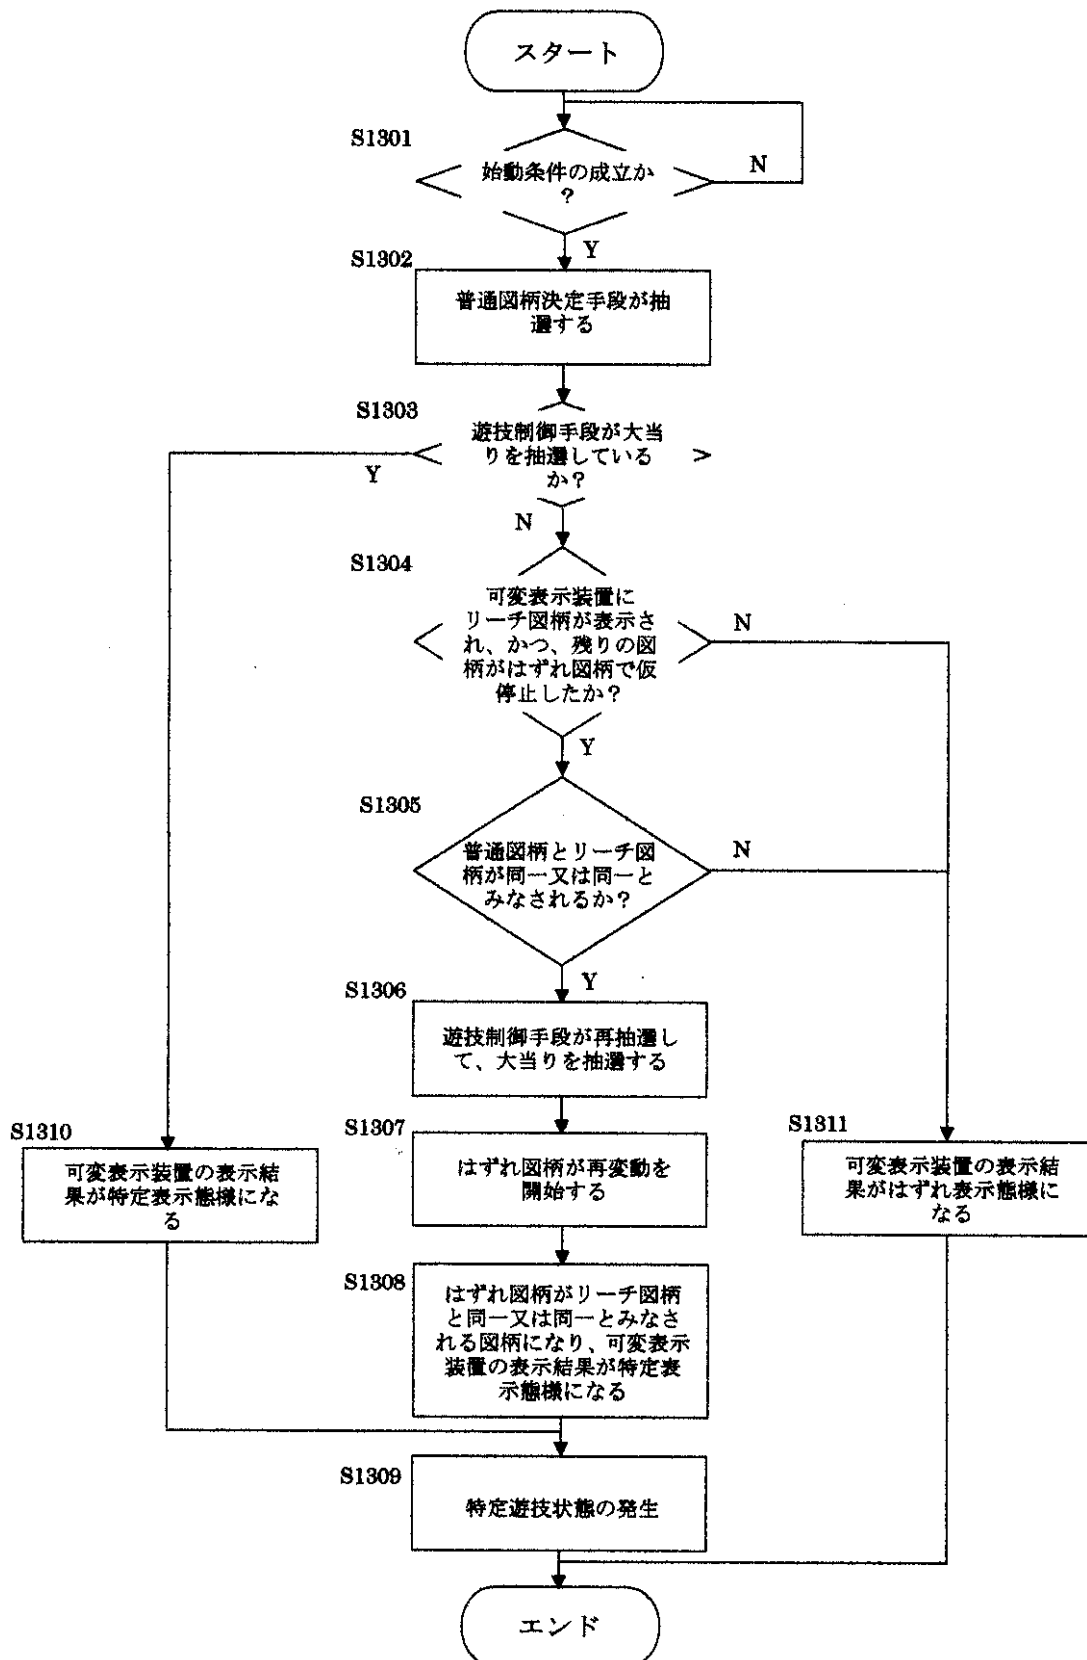 スタート
S1301
始動条件の成立か
?
N
Y
S1302
普通図柄決定手段が抽
選する
S1303
遊技制御手段が大当
りを抽選している
か?
Y
N
S1304
可変表示装置に
リーチ図柄が表示さ
れ、かつ、残りの図
柄がはずれ図柄で仮
停止したか?
N
Y
S1305
普通図柄とリーチ図
柄が同一又は同一と
みなされるか?
N
Y
S1306
遊技制御手段が再抽選し
て、大当りを抽選する
S1307
はずれ図柄が再変動を
開始する
S1310
可変表示装置の表示結
果が特定表示態様にな
る
S1311
可変表示装置の表示結
果がはずれ表示態様に
なる
S1308
はずれ図柄がリーチ図柄
と同一又は同一とみなさ
れる図柄になり、可変表示
装置の表示結果が特定表
示態様になる
S1309
特定遊技状態の発生
エンド